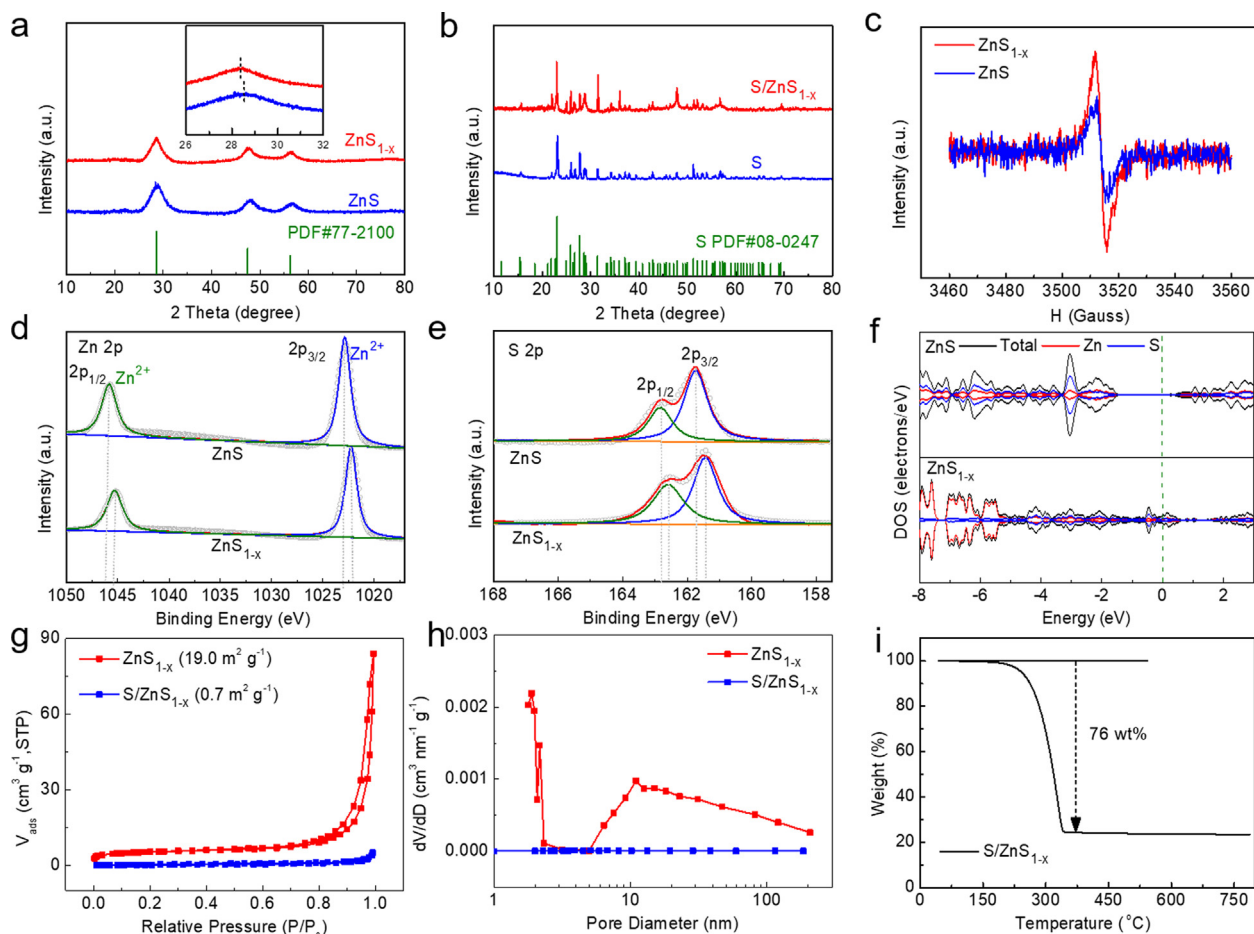 a
Intensity (a.u.)
26 28 30 32
ZnS1-x
ZnS
PDF#77-2100
10 20 30 40 50 60 70 80
2 Theta (degree)
b
Intensity (a.u.)
S/ZnS1-x
S
S PDF#08-0247
10 20 30 40 50 60 70 80
2 Theta (degree)
c
Intensity (a.u.)
ZnS1-x
ZnS
3460 3480 3500 3520 3540 3560
H (Gauss)
d
Intensity (a.u.)
Zn 2p
2p3/2
Zn2+
2p1/2
Zn2+
ZnS
ZnS1-x
1050 1045 1040 1035 1030 1025 1020
Binding Energy (eV)
e
Intensity (a.u.)
S 2p
2p3/2
2p1/2
ZnS
ZnS1-x
168 166 164 162 160 158
Binding Energy (eV)
f
DOS (electrons/eV)
ZnS Total Zn S
ZnS1-x
-8 -6 -4 -2 0 2
Energy (eV)
g
Vads (cm3 g-1, STP)
90
60
30
0
ZnS1-x (19.0 m2 g-1)
S/ZnS1-x (0.7 m2 g-1)
0.0 0.2 0.4 0.6 0.8 1.0
Relative Pressure
h
dV/dD (cm3 nm-1 g-1)
0.003
0.002
0.001
0.000
ZnS1-x
S/ZnS1-x
1 10 100
Pore Diameter (nm)
i
Weight (%)
100
80
60
40
20
0
76 wt%
S/ZnS1-x
0 150 300 450 600 750
Temperature (°C)